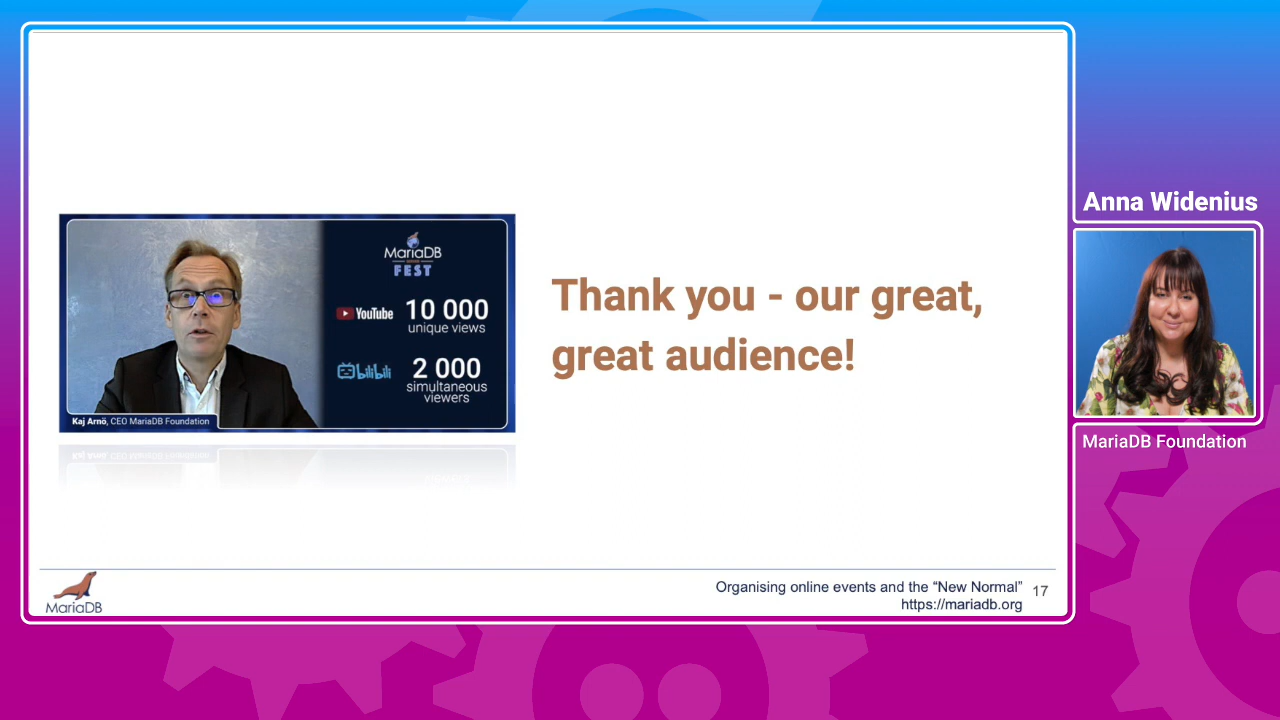 MariaDB
FEST
YouTube
10 000
unique views
bilibili
2 000
simultaneous
viewers
Kaj Arnö, CEO MariaDB Foundation
Thank you - our great,
great audience!
MariaDB
Organising online events and the “New Normal”
https://mariadb.org
17
Anna Widenius
MariaDB Foundation